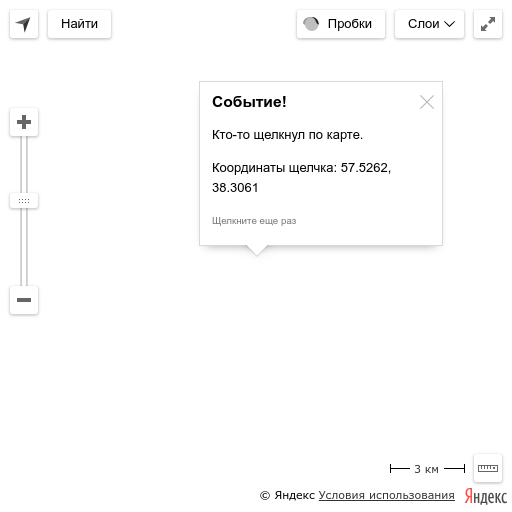 Найти
Пробки
Слои
Событие!
Кто-то щелкнул по карте.
Координаты щелчка: 57.5262,
38.3061
Щелкните еще раз
3 км
© Яндекс Условия использования
Яндекс